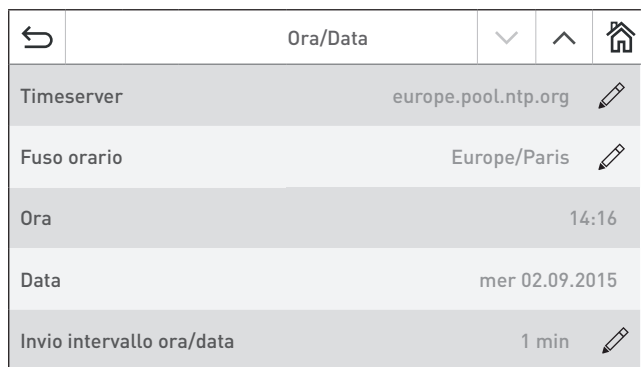 Ora/Data
Timeserver europe.pool.ntp.org
Fuso orario Europe/Paris
Ora 14:16
Data mer 02.09.2015
Invio intervallo ora/data 1 min